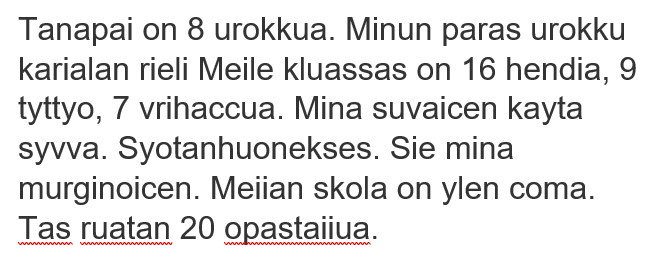 Tanapai on 8 urokkua. Minun paras urokku
karialan rieli Meile kluassas on 16 hendia, 9
tyttyo, 7 vrihaccua. Mina suvaicen kayta
syvva. Syotanhuonekses. Sie mina
murginoicen. Meiian skola on ylen coma.
Tas ruatan 20 opastaiiua.